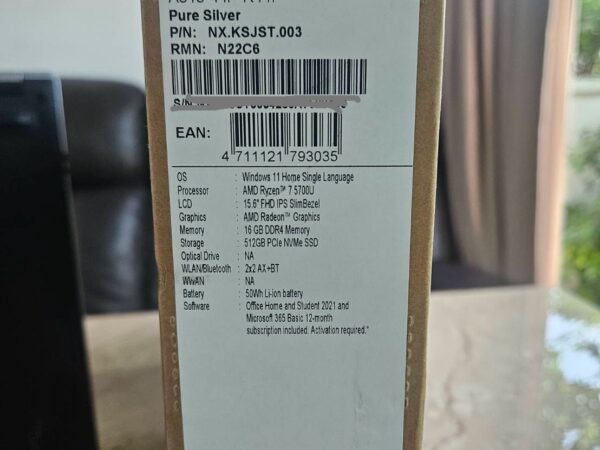 Pure Silver
P/N: NX.KSJST.003
RMN: N22C6
EAN:
4 711121 793035
OS : Windows 11 Home Single Language
Processor : AMD Ryzen™ 7 5700U
LCD : 15.6" FHD IPS SlimBezel
Graphics : AMD Radeon™ Graphics
Memory : 16 GB DDR4 Memory
Storage : 512GB PCIe NVMe SSD
Optical Drive : NA
WLAN/Bluetooth : 2x2 AX+BT
WWAN : NA
Battery : 50Wh Li-ion battery
Software : Office Home and Student 2021 and
Microsoft 365 Basic 12-month
subscription included. Activation required.*